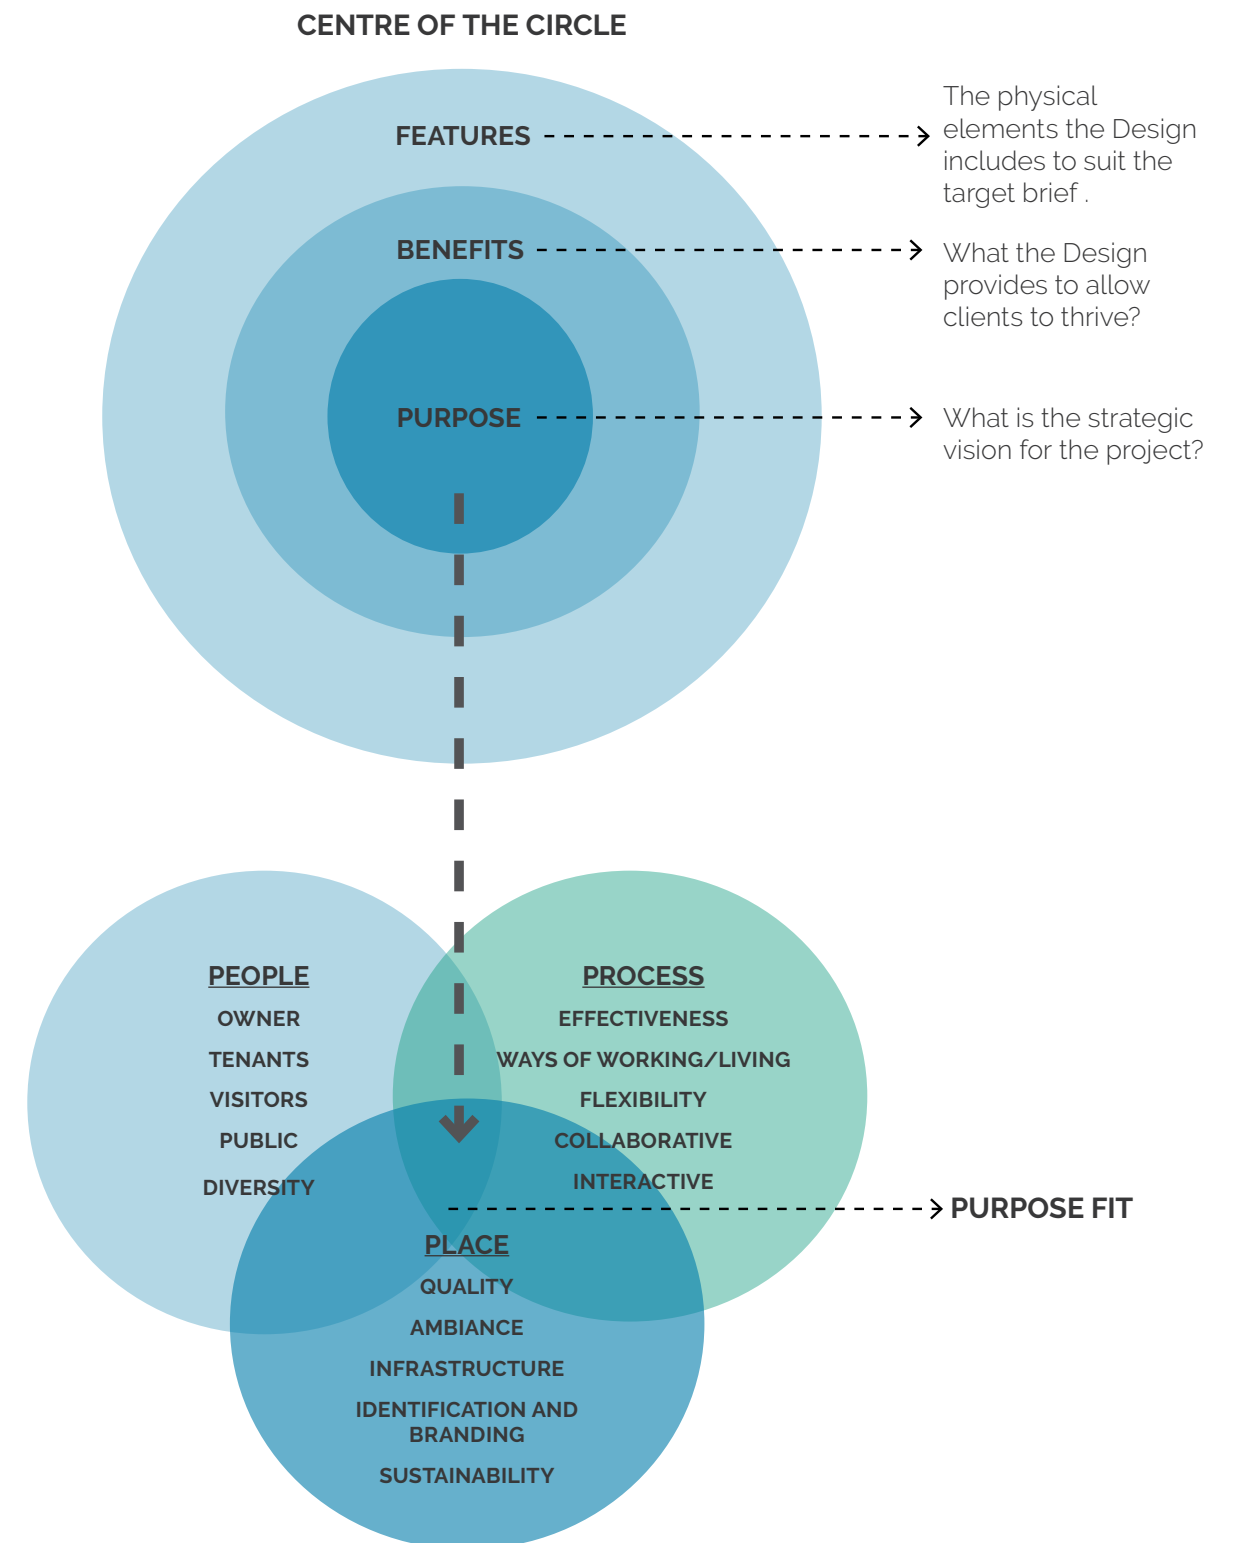 CENTRE OF THE CIRCLE
FEATURES
The physical
elements the Design
includes to suit the
target brief .
BENEFITS
What the Design
provides to allow
clients to thrive?
PURPOSE
What is the strategic
vision for the project?
PEOPLE
OWNER
TENANTS
VISITORS
PUBLIC
DIVERSITY
PROCESS
EFFECTIVENESS
WAYS OF WORKING/LIVING
FLEXIBILITY
COLLABORATIVE
INTERACTIVE
PURPOSE FIT
PLACE
QUALITY
AMBIANCE
INFRASTRUCTURE
IDENTIFICATION AND
BRANDING
SUSTAINABILITY